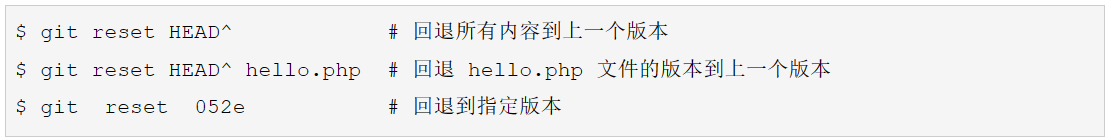 $ git reset HEAD^            # 回退所有内容到上一个版本
$ git reset HEAD^ hello.php  # 回退 hello.php 文件的版本到上一个版本
$ git  reset  052e           # 回退到指定版本